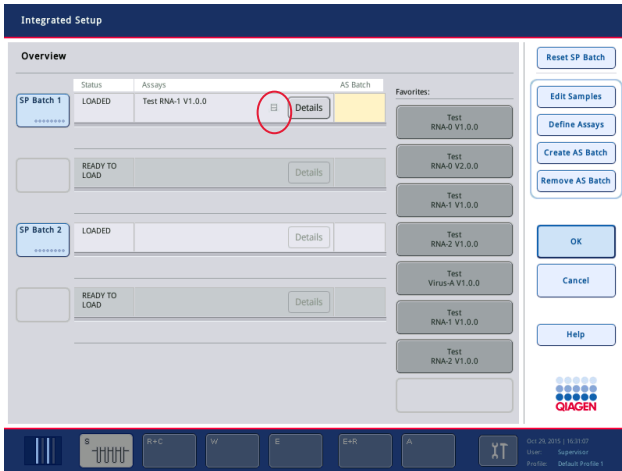 Integrated Setup
Overview
Status Assays AS Batch
SP Batch 1 LOADED Test RNA-1 V1.0.0 Details
READY TO
LOAD Details
SP Batch 2 LOADED Details
READY TO
LOAD Details
Favorites:
Test
RNA-0 V1.0.0
Test
RNA-0 V2.0.0
Test
RNA-1 V1.0.0
Test
RNA-2 V1.0.0
Test
Virus-A V1.0.0
Test
RNA-1 V1.0.0
Test
RNA-2 V1.0.0
Reset SP Batch
Edit Samples
Define Assays
Create AS Batch
Remove AS Batch
OK
Cancel
Help
QIAGEN
S R+C W E E+R A
Oct 29, 2015 | 16:31:07
User: Supervisor
Profile: Default Profile 1